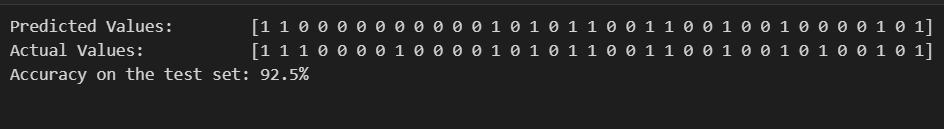 Predicted Values: [1 1 0 0 0 0 0 0 0 0 0 0 1 0 1 0 1 1 0 0 1 1 0 0 1 0 0 1 0 0 0 0 1 0 1]
Actual Values: [1 1 1 0 0 0 0 1 0 0 0 0 1 0 1 0 1 1 0 0 1 1 0 0 1 0 0 1 0 1 0 0 1 0 1]
Accuracy on the test set: 92.5%